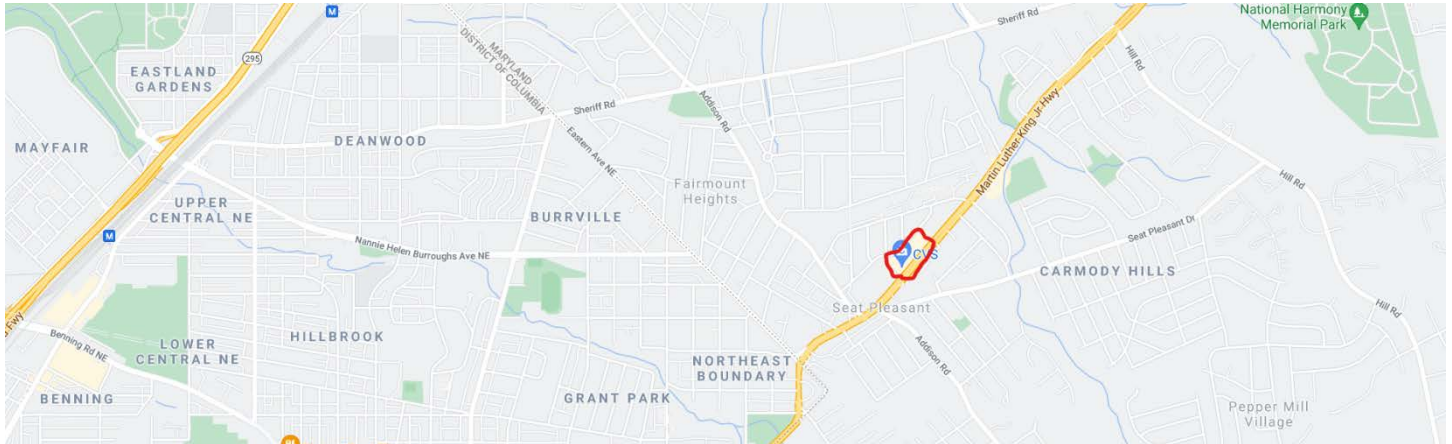 National Harmony
Memorial Park
M
Sheriff Rd
295
MARYLAND
DISTRICT OF COLUMBIA
Hill Rd
EASTLAND
GARDENS
Sheriff Rd
Addison Rd
Martin Luther King Jr Hwy
MAYFAIR
DEANWOOD
Eastern Ave NE
Fairmount
Heights
Hill Rd
UPPER
CENTRAL NE
BURRVILLE
Seat Pleasant Dr
M
Nannie Helen Burroughs Ave NE
CVS
CARMODY HILLS
Seat Pleasant
Hill Rd
Fwy
Benning Rd NE
HILLBROOK
LOWER
CENTRAL NE
Addison Rd
NORTHEAST
BOUNDARY
BENNING
GRANT PARK
Pepper Mill
Village